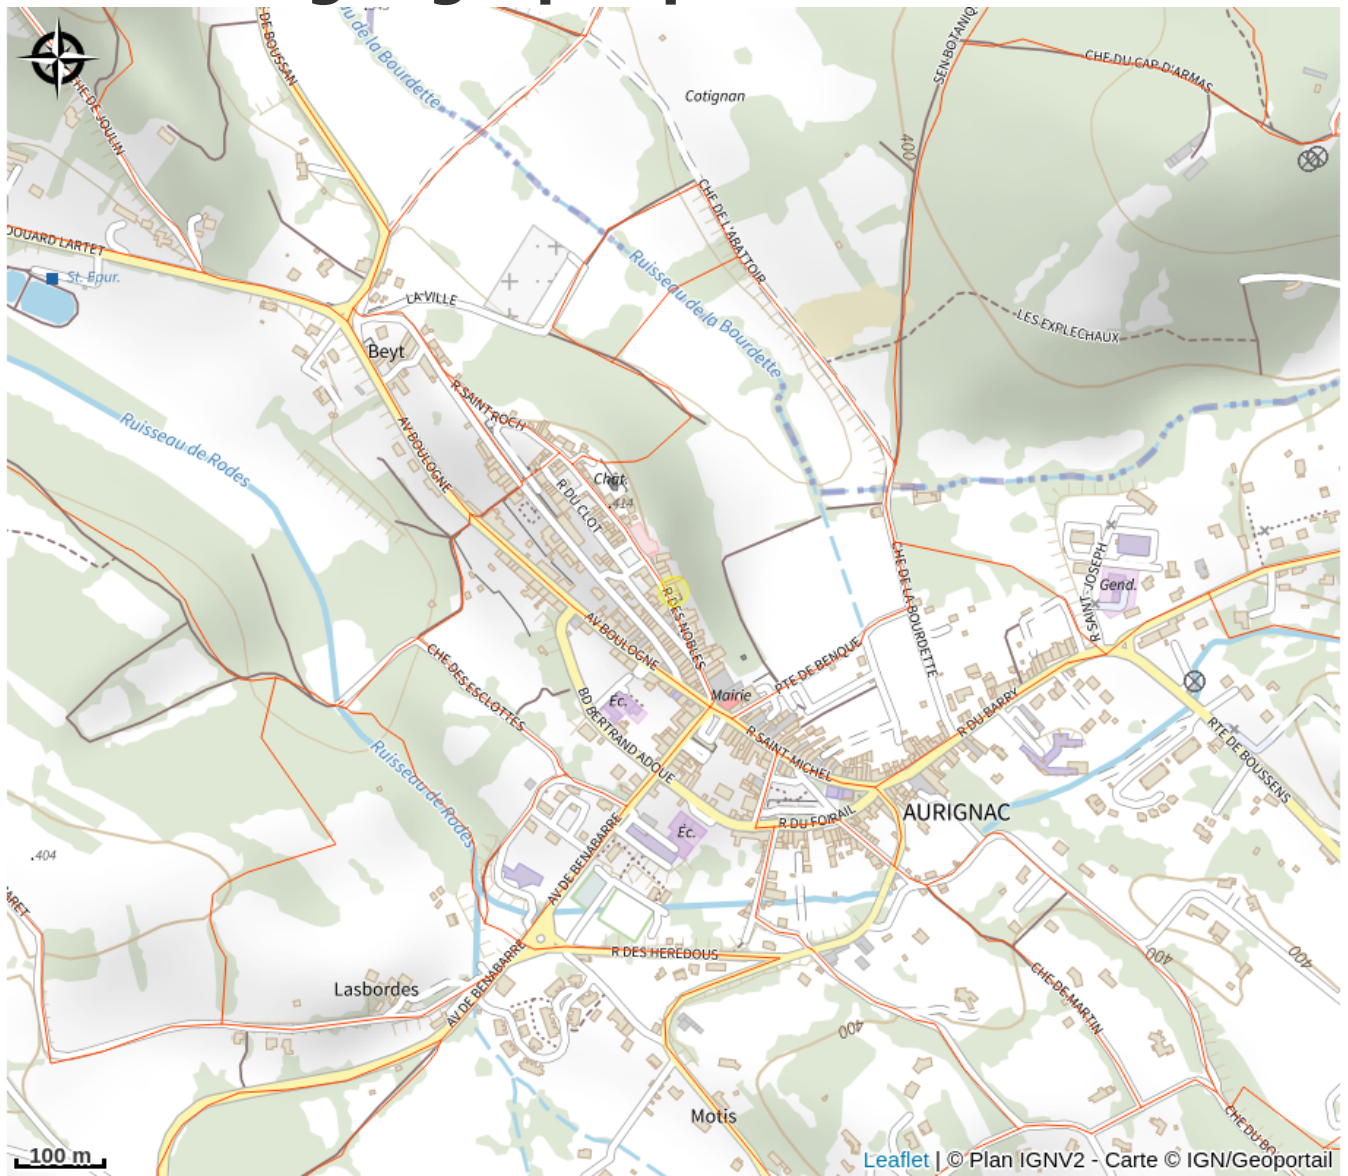 DE BOUSSAN
Ruisseau de la Bourdette
SEN BOTANIQ
CHE DU CAP D'ARMAS
Cotignan
CHE DE JOULIN
400
CHE DE L'ABATTOIR
DOUARD LARTET
St. Epur.
LA VILLE
Ruisseau de la Bourdette
LES EXPLECHAUX
Beyt
R SAINT ROCH
Ruisseau de Rodes
AV BOULOGNE
Chât.
.414
R DU CLOT
CHE DE LA BOURDETTE
R SAINT-JOSEPH
Gend.
R DES NOBLES
AV BOULOGNE
PTE DE BENQUE
CHE DES ESCLOTTES
Mairie
Éc.
BD BERTRAND ADOUE
R DU BARRY
R SAINT-MICHEL
RTE DE BOUSSENS
Ruisseau de Rodes
AURIGNAC
R DU FOIRAIL
Éc.
AV DE BENABARRE
.404
ARET
R DES HEREDOUS
AV DE BENABARRE
400
400
Lasbordes
CHE DE MARTIN
400
Motis
CHE DU BO
100 m
Leaflet | © Plan IGNV2 - Carte © IGN/Geoportail